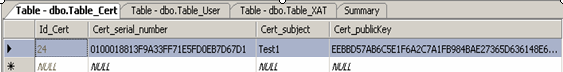 Table - dbo.Table_Cert Table - dbo.Table_User Table - dbo.Table_XAT Summary
Id_Cert Cert_serial_number Cert_subject Cert_publicKey
24 0100018813F9A33FF71E5FD0EB7D67D1 Test1 EEBBD57AB6C5E1F6A2C7A1FB984BAE27365D636148E6...
NULL NULL NULL NULL